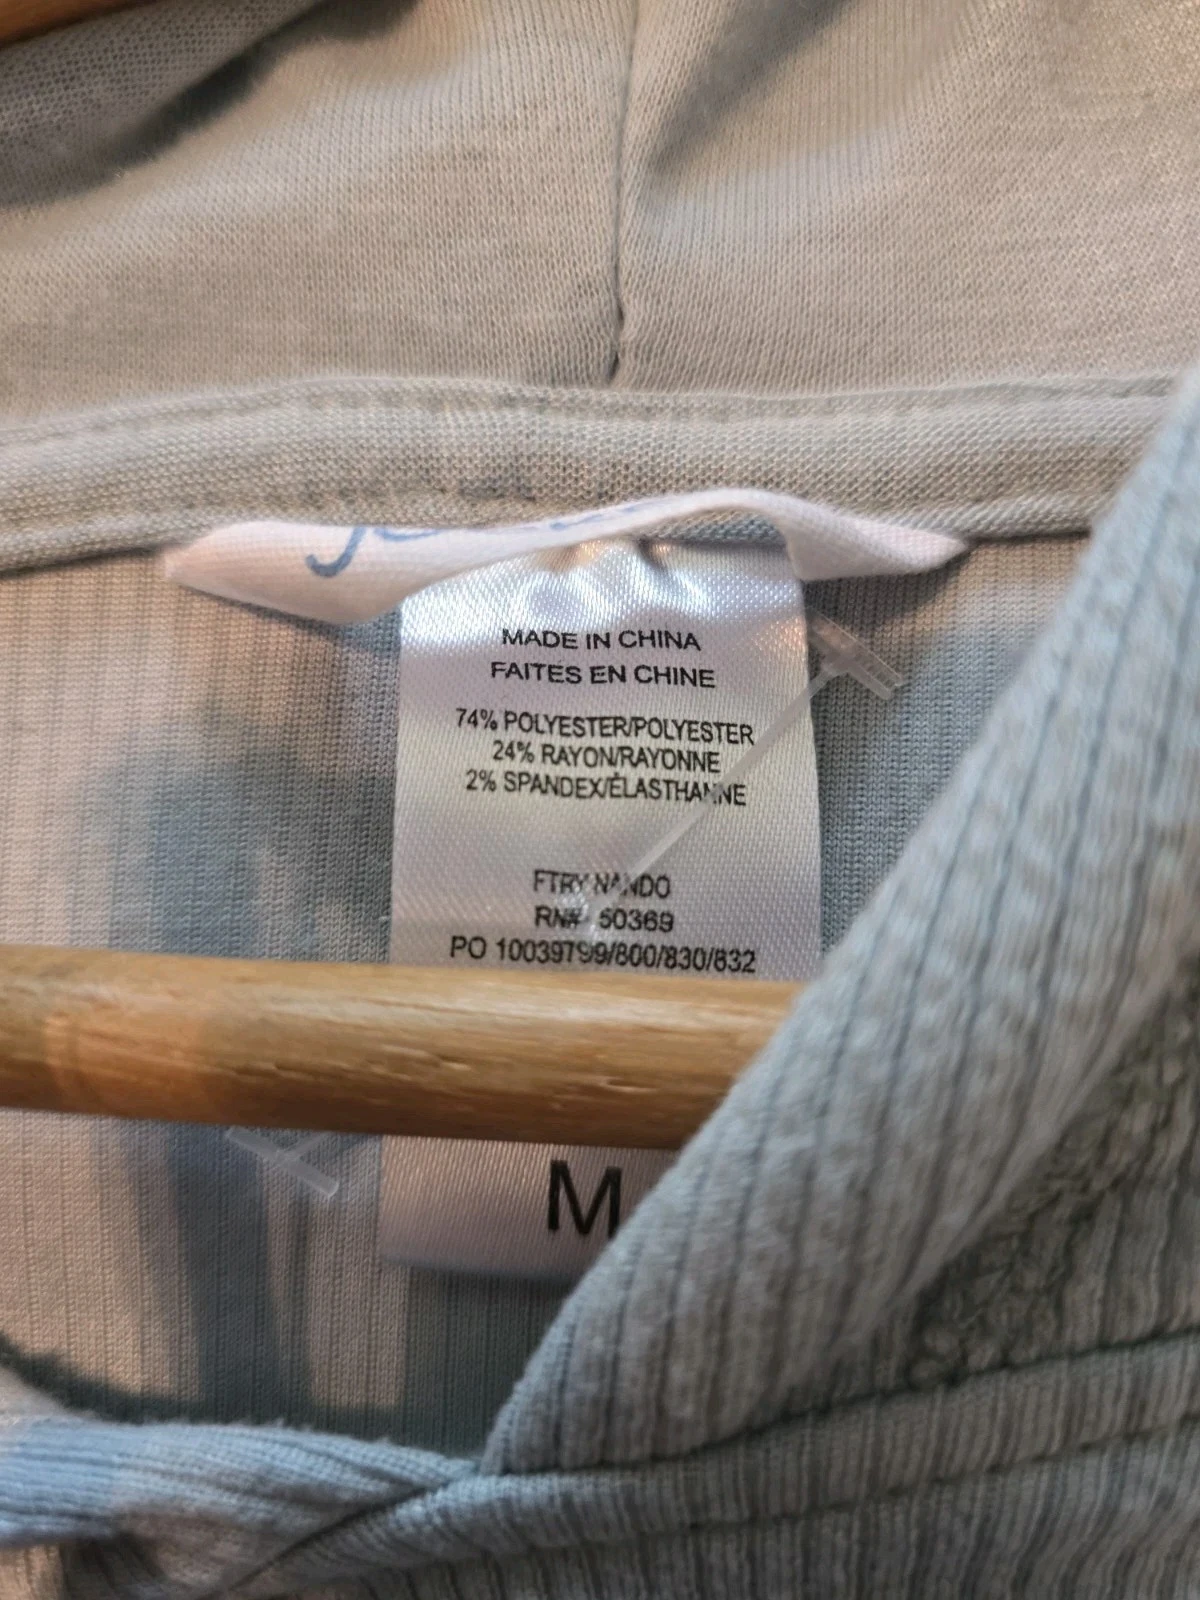 MADE IN CHINA
FAITES EN CHINE
74% POLYESTER/POLYESTER
24% RAYON/RAYONNE
2% SPANDEX/ÉLASTHANNE
FTRY NANDO
RN# 50369
PO 10039799/800/830/832
M